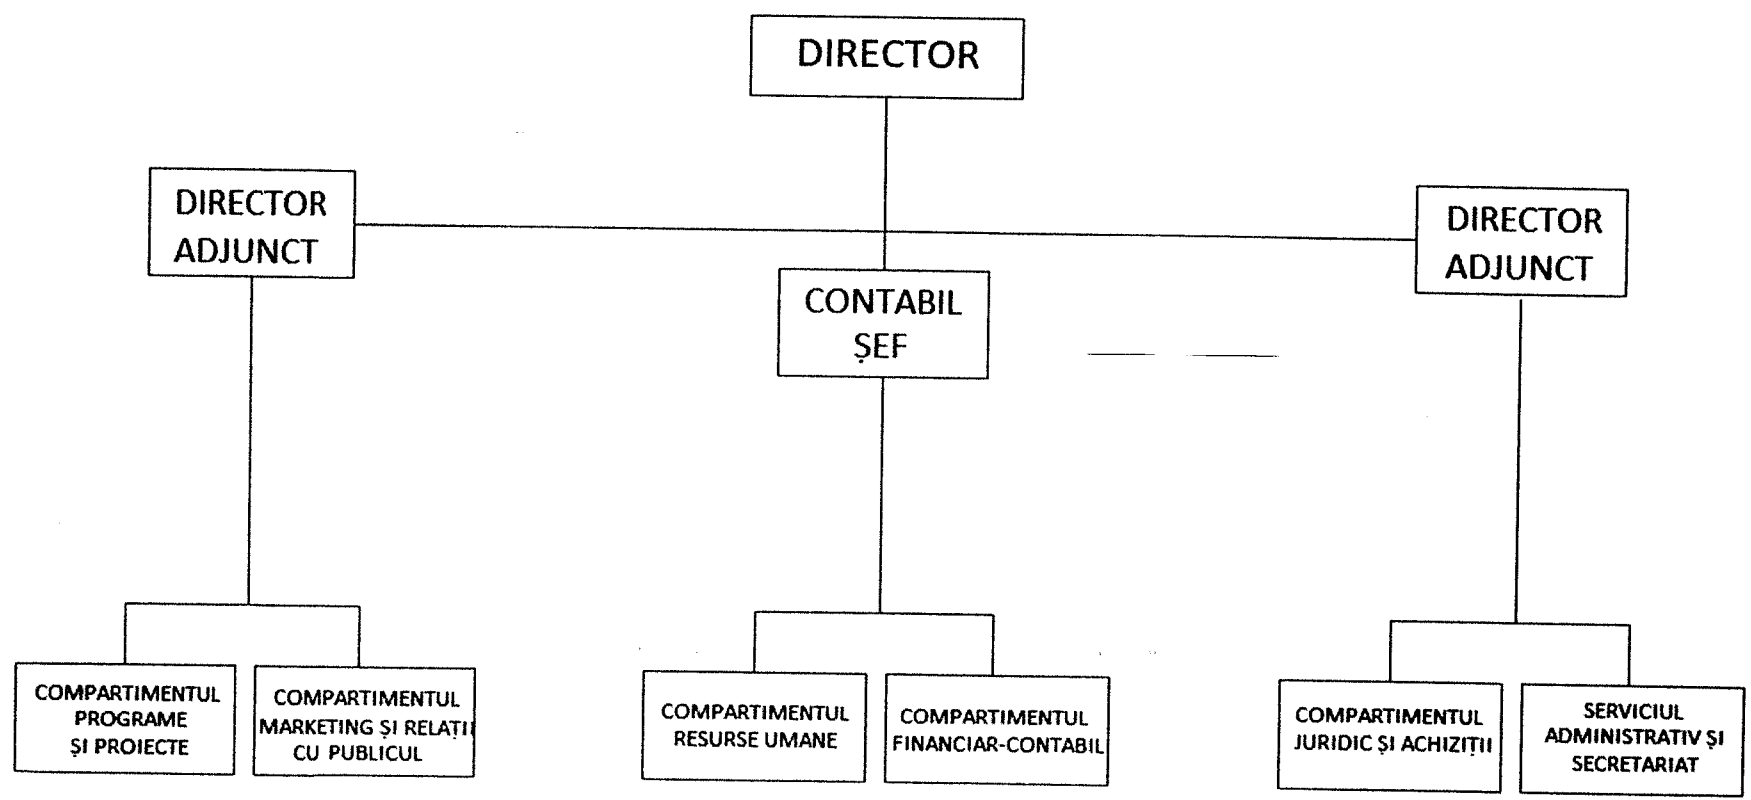 DIRECTOR
DIRECTOR
ADJUNCT
CONTABIL
ȘEF
DIRECTOR
ADJUNCT
COMPARTIMENTUL
PROGRAME
ȘI PROIECTE
COMPARTIMENTUL
MARKETING ȘI RELAȚII
CU PUBLICUL
COMPARTIMENTUL
RESURSE UMANE
COMPARTIMENTUL
FINANCIAR-CONTABIL
COMPARTIMENTUL
JURIDIC ȘI ACHIZIȚII
SERVICIUL
ADMINISTRATIV ȘI
SECRETARIAT